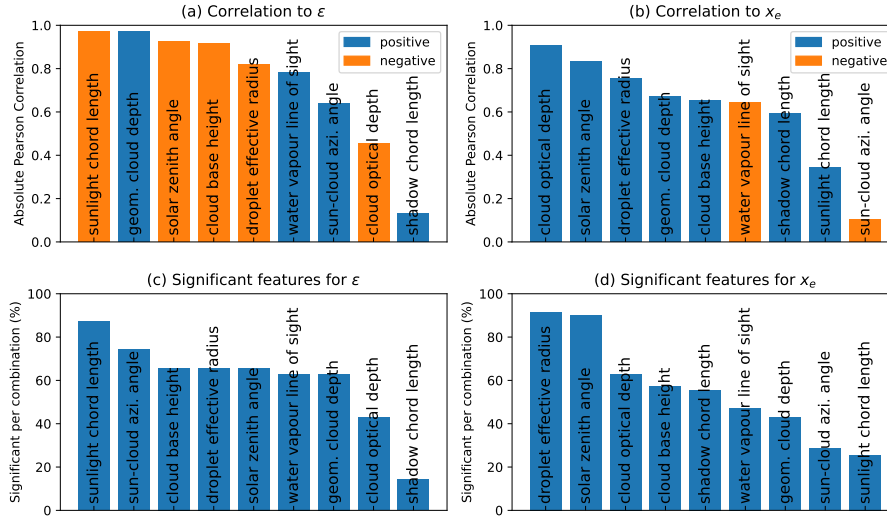 (a) Correlation to ε
Absolute Pearson Correlation
1.0
0.8
0.6
0.4
0.2
0.0
positive
negative
sunlight chord length
geom. cloud depth
solar zenith angle
cloud base height
droplet effective radius
water vapour line of sight
sun-cloud azi. angle
cloud optical depth
shadow chord length
(b) Correlation to xₑ
Absolute Pearson Correlation
1.0
0.8
0.6
0.4
0.2
0.0
positive
negative
cloud optical depth
solar zenith angle
droplet effective radius
geom. cloud depth
cloud base height
water vapour line of sight
shadow chord length
sunlight chord length
sun-cloud azi. angle
(c) Significant features for ε
Significant per combination (%)
100
80
60
40
20
0
sunlight chord length
sun-cloud azi. angle
cloud base height
droplet effective radius
solar zenith angle
water vapour line of sight
geom. cloud depth
cloud optical depth
shadow chord length
(d) Significant features for xₑ
Significant per combination (%)
100
80
60
40
20
0
droplet effective radius
solar zenith angle
cloud optical depth
cloud base height
shadow chord length
water vapour line of sight
geom. cloud depth
sun-cloud azi. angle
sunlight chord length